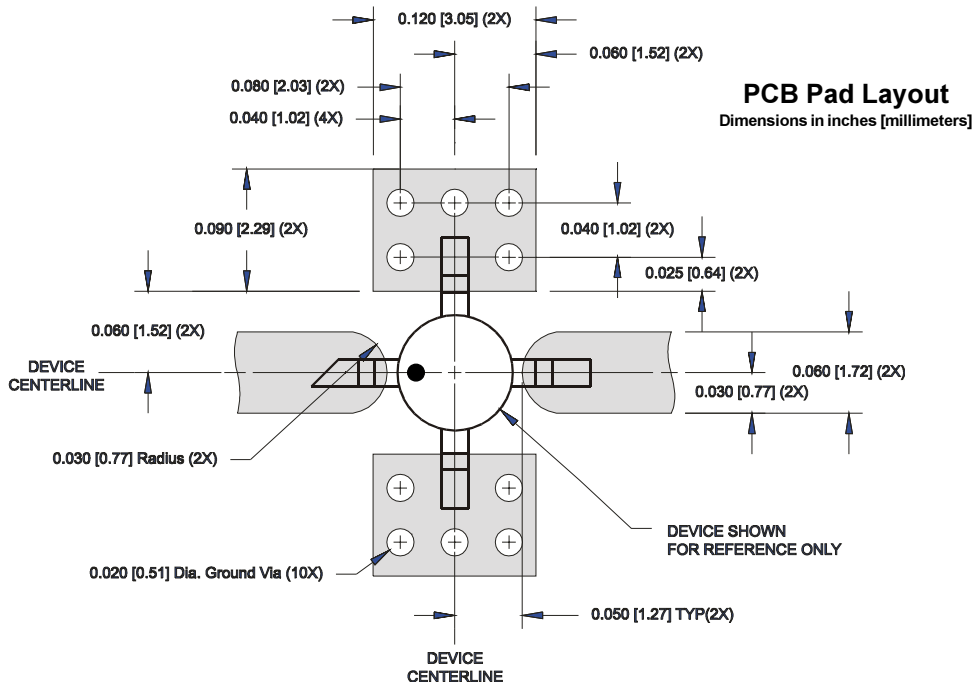 0.120 [3.05] (2X)
0.060 [1.52] (2X)
0.080 [2.03] (2X)
0.040 [1.02] (4X)
PCB Pad Layout
Dimensions in inches [millimeters]
0.090 [2.29] (2X)
0.040 [1.02] (2X)
0.025 [0.64] (2X)
0.060 [1.52] (2X)
DEVICE
CENTERLINE
0.060 [1.72] (2X)
0.030 [0.77] (2X)
0.030 [0.77] Radius (2X)
DEVICE SHOWN
FOR REFERENCE ONLY
0.020 [0.51] Dia. Ground Via (10X)
0.050 [1.27] TYP(2X)
DEVICE
CENTERLINE